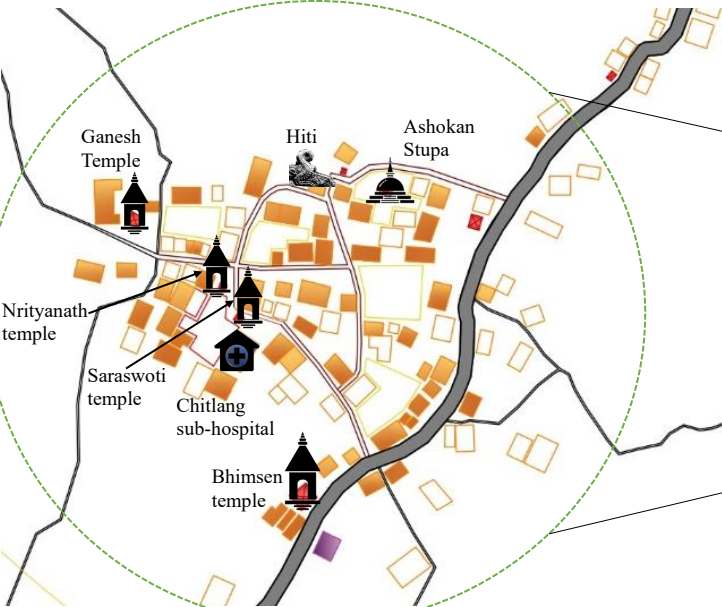 Ganesh
Temple
Hiti
Ashokan
Stupa
Nrityanath
temple
Saraswoti
temple
Chitlang
sub-hospital
Bhimsen
temple